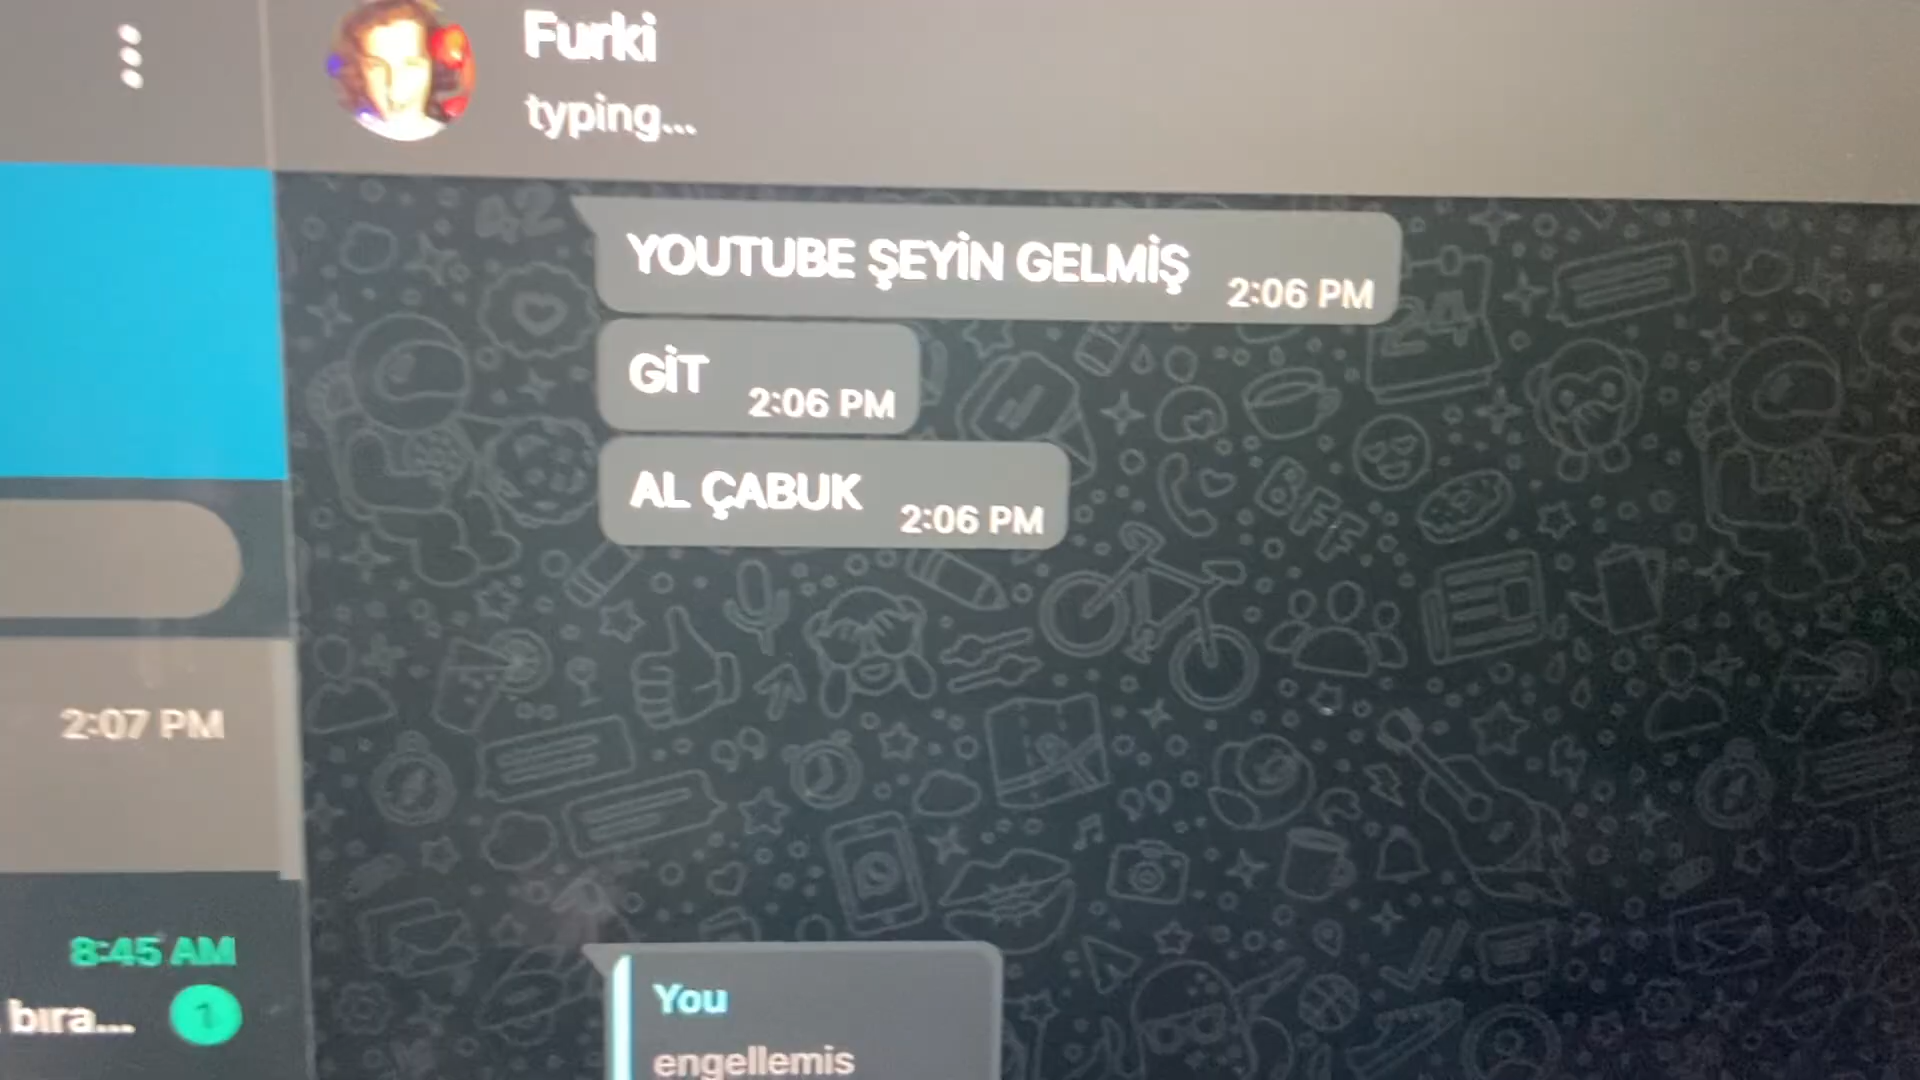 Furki
typing...
YOUTUBE ŞEYİN GELMİŞ
2:06 PM
GİT
2:06 PM
AL ÇABUK
2:06 PM
2:07 PM
8:45 AM
bıra...
1
You
engellemis